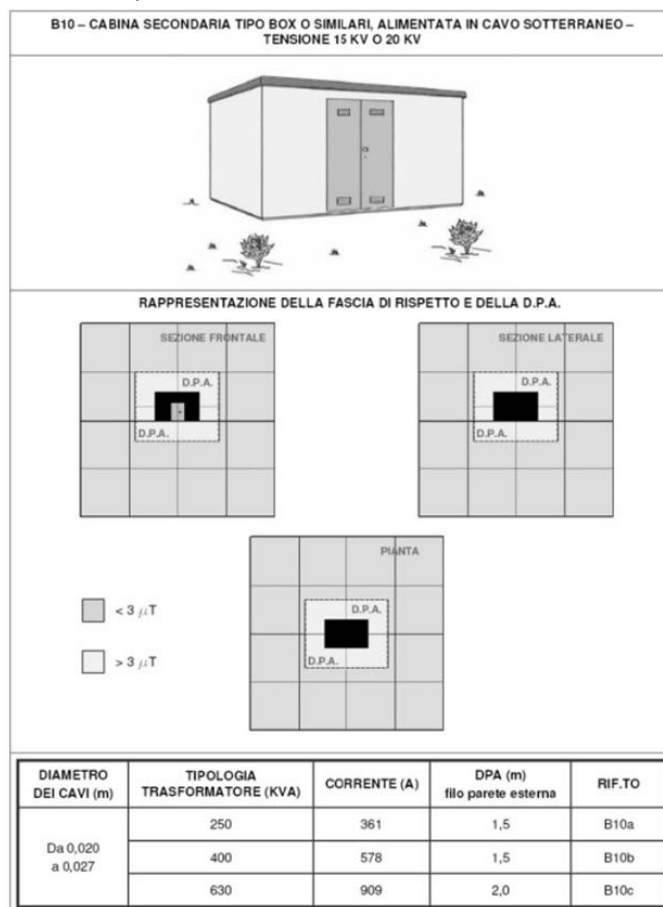 B10 – CABINA SECONDARIA TIPO BOX O SIMILARI, ALIMENTATA IN CAVO SOTTERRANEO –
TENSIONE 15 KV O 20 KV
RAPPRESENTAZIONE DELLA FASCIA DI RISPETTO E DELLA D.P.A.
SEZIONE FRONTALE
D.P.A.
D.P.A.
SEZIONE LATERALE
D.P.A.
D.P.A.
PIANTA
D.P.A.
D.P.A.
< 3 µT
> 3 µT
DIAMETRO DEI CAVI (m) TIPOLOGIA TRASFORMATORE (KVA) CORRENTE (A) DPA (m) filo parete esterna RIF.TO
Da 0,020 a 0,027
250 361 1,5 B10a
400 578 1,5 B10b
630 909 2,0 B10c